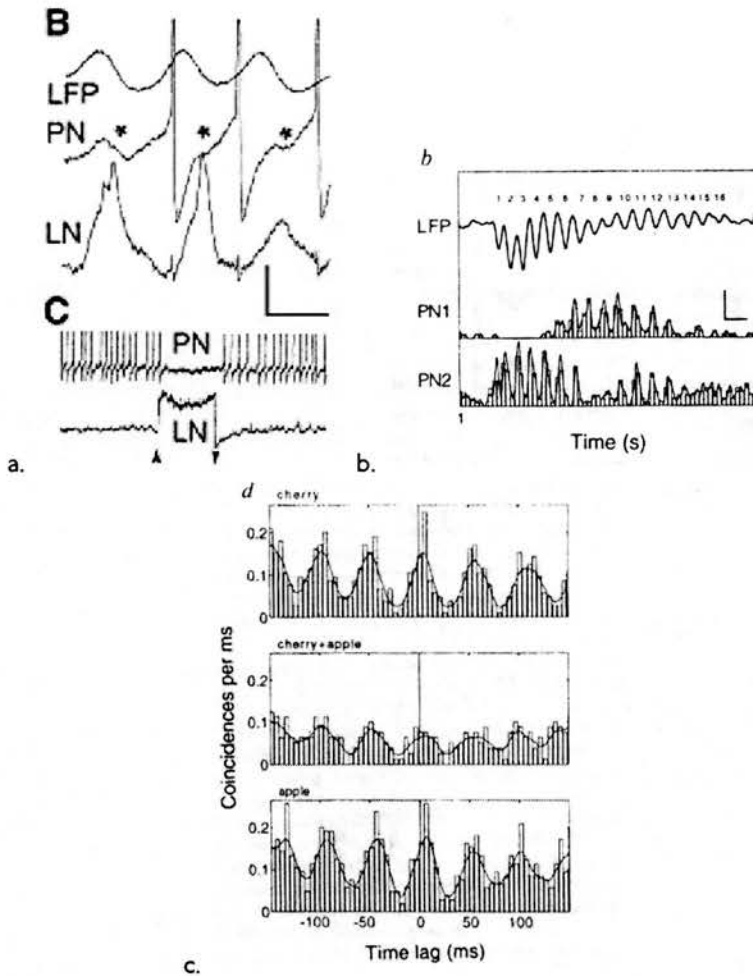 B
LFP
PN
* * *
LN
C
PN
LN
a.
b
1 2 3 4 5 6 7 8 9 10 11 12 13 14 15 16
LFP
PN1
PN2
1
Time (s)
b.
d
cherry
0.2
0.1
0
cherry+apple
0.2
0.1
0
apple
0.2
0.1
0
Coincidences per ms
-100 -50 0 50 100
Time lag (ms)
c.